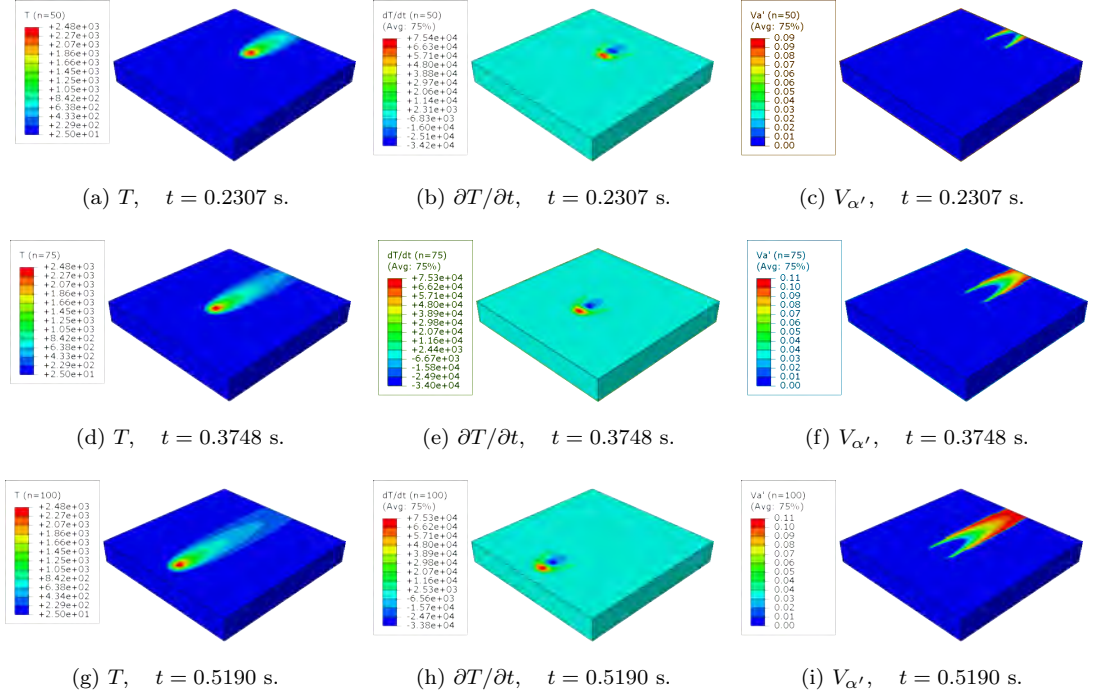 T (n=50)
+2.48e+03
+2.27e+03
+2.07e+03
+1.86e+03
+1.66e+03
+1.45e+03
+1.25e+03
+1.05e+03
+8.42e+02
+6.38e+02
+4.33e+02
+2.29e+02
+2.50e+01
dT/dt (n=50)
(Avg: 75%)
+7.54e+04
+6.63e+04
+5.71e+04
+4.80e+04
+3.88e+04
+2.97e+04
+2.06e+04
+1.14e+04
+2.31e+03
-6.83e+03
-1.60e+04
-2.51e+04
-3.42e+04
Va' (n=50)
(Avg: 75%)
0.09
0.09
0.08
0.07
0.06
0.05
0.05
0.04
0.03
0.02
0.02
0.01
0.00
(a) T, t = 0.2307 s.
(b) ∂T/∂t, t = 0.2307 s.
(c) Vα′, t = 0.2307 s.
T (n=75)
+2.48e+03
+2.27e+03
+2.07e+03
+1.86e+03
+1.66e+03
+1.45e+03
+1.25e+03
+1.05e+03
+8.42e+02
+6.38e+02
+4.33e+02
+2.29e+02
+2.50e+01
dT/dt (n=75)
(Avg: 75%)
+7.53e+04
+6.62e+04
+5.71e+04
+4.80e+04
+3.89e+04
+2.98e+04
+2.07e+04
+1.16e+04
+2.44e+03
-6.67e+03
-1.58e+04
-2.49e+04
-3.40e+04
Va' (n=75)
(Avg: 75%)
0.11
0.10
0.09
0.08
0.07
0.06
0.05
0.04
0.04
0.03
0.02
0.01
0.00
(d) T, t = 0.3748 s.
(e) ∂T/∂t, t = 0.3748 s.
(f) Vα′, t = 0.3748 s.
T (n=100)
+2.48e+03
+2.27e+03
+2.07e+03
+1.86e+03
+1.66e+03
+1.45e+03
+1.25e+03
+1.05e+03
+8.42e+02
+6.38e+02
+4.34e+02
+2.29e+02
+2.50e+01
dT/dt (n=100)
(Avg: 75%)
+7.53e+04
+6.62e+04
+5.71e+04
+4.80e+04
+3.89e+04
+2.98e+04
+2.07e+04
+1.16e+04
+2.53e+03
-6.56e+03
-1.57e+04
-2.47e+04
-3.38e+04
Va' (n=100)
(Avg: 75%)
0.11
0.10
0.09
0.08
0.07
0.06
0.05
0.04
0.04
0.03
0.02
0.01
0.00
(g) T, t = 0.5190 s.
(h) ∂T/∂t, t = 0.5190 s.
(i) Vα′, t = 0.5190 s.